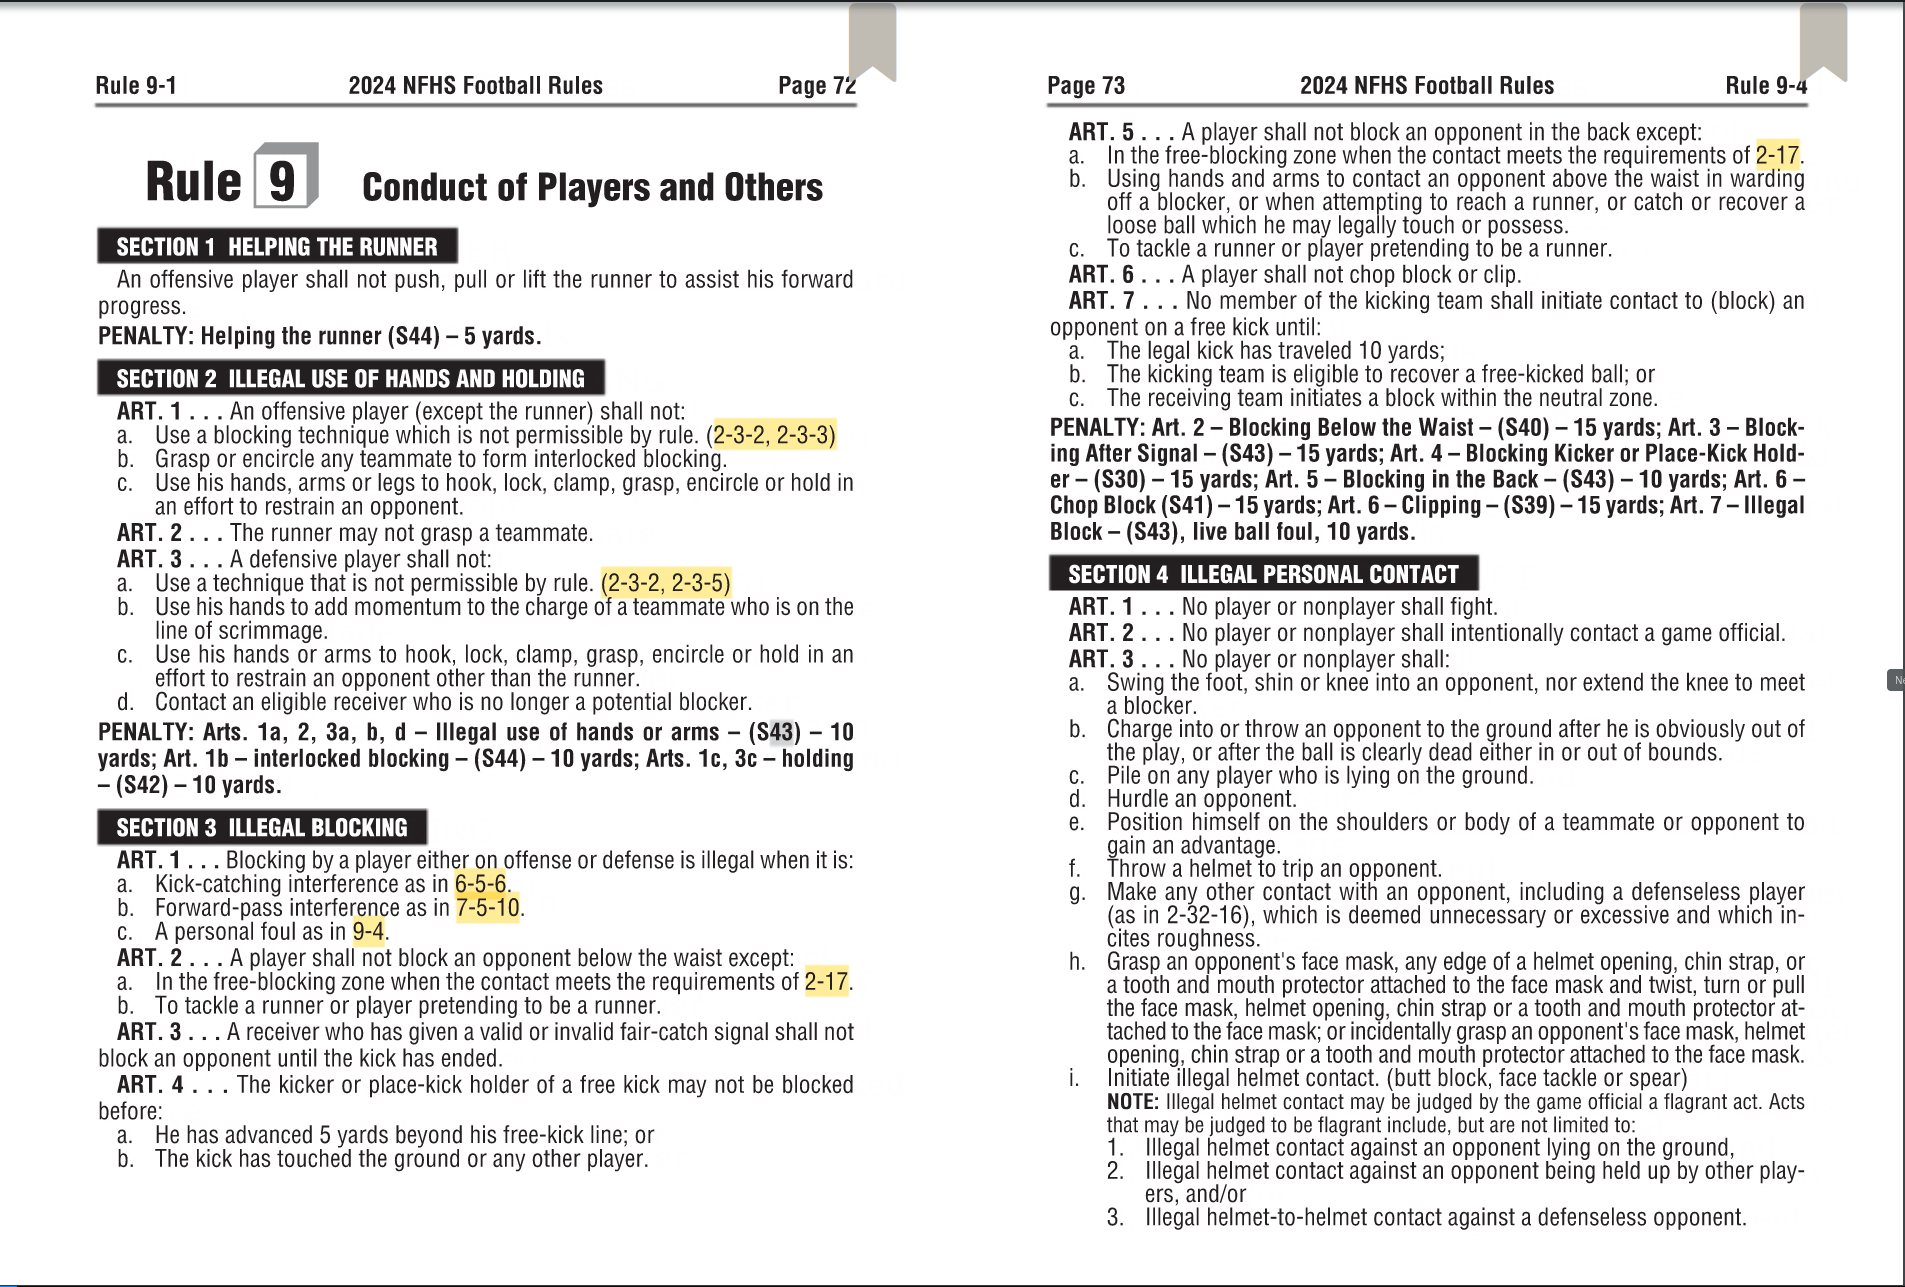 Rule 9-1 2024 NFHS Football Rules Page 72
Rule 9 Conduct of Players and Others
SECTION 1 HELPING THE RUNNER
An offensive player shall not push, pull or lift the runner to assist his forward
progress.
PENALTY: Helping the runner (S44) – 5 yards.
SECTION 2 ILLEGAL USE OF HANDS AND HOLDING
ART. 1 . . . An offensive player (except the runner) shall not:
a. Use a blocking technique which is not permissible by rule. (2-3-2, 2-3-3)
b. Grasp or encircle any teammate to form interlocked blocking.
c. Use his hands, arms or legs to hook, lock, clamp, grasp, encircle or hold in
an effort to restrain an opponent.
ART. 2 . . . The runner may not grasp a teammate.
ART. 3 . . . A defensive player shall not:
a. Use a technique that is not permissible by rule. (2-3-2, 2-3-5)
b. Use his hands to add momentum to the charge of a teammate who is on the
line of scrimmage.
c. Use his hands or arms to hook, lock, clamp, grasp, encircle or hold in an
effort to restrain an opponent other than the runner.
d. Contact an eligible receiver who is no longer a potential blocker.
PENALTY: Arts. 1a, 2, 3a, b, d – Illegal use of hands or arms – (S43) – 10
yards; Art. 1b – interlocked blocking – (S44) – 10 yards; Arts. 1c, 3c – holding
– (S42) – 10 yards.
SECTION 3 ILLEGAL BLOCKING
ART. 1 . . . Blocking by a player either on offense or defense is illegal when it is:
a. Kick-catching interference as in 6-5-6.
b. Forward-pass interference as in 7-5-10.
c. A personal foul as in 9-4.
ART. 2 . . . A player shall not block an opponent below the waist except:
a. In the free-blocking zone when the contact meets the requirements of 2-17.
b. To tackle a runner or player pretending to be a runner.
ART. 3 . . . A receiver who has given a valid or invalid fair-catch signal shall not
block an opponent until the kick has ended.
ART. 4 . . . The kicker or place-kick holder of a free kick may not be blocked
before:
a. He has advanced 5 yards beyond his free-kick line; or
b. The kick has touched the ground or any other player.
Page 73 2024 NFHS Football Rules Rule 9-4
ART. 5 . . . A player shall not block an opponent in the back except:
a. In the free-blocking zone when the contact meets the requirements of 2-17.
b. Using hands and arms to contact an opponent above the waist in warding
off a blocker, or when attempting to reach a runner, or catch or recover a
loose ball which he may legally touch or possess.
c. To tackle a runner or player pretending to be a runner.
ART. 6 . . . A player shall not chop block or clip.
ART. 7 . . . No member of the kicking team shall initiate contact to (block) an
opponent on a free kick until:
a. The legal kick has traveled 10 yards;
b. The kicking team is eligible to recover a free-kicked ball; or
c. The receiving team initiates a block within the neutral zone.
PENALTY: Art. 2 – Blocking Below the Waist – (S40) – 15 yards; Art. 3 – Block-
ing After Signal – (S43) – 15 yards; Art. 4 – Blocking Kicker or Place-Kick Hold-
er – (S30) – 15 yards; Art. 5 – Blocking in the Back – (S43) – 10 yards; Art. 6 –
Chop Block (S41) – 15 yards; Art. 6 – Clipping – (S39) – 15 yards; Art. 7 – Illegal
Block – (S43), live ball foul, 10 yards.
SECTION 4 ILLEGAL PERSONAL CONTACT
ART. 1 . . . No player or nonplayer shall fight.
ART. 2 . . . No player or nonplayer shall intentionally contact a game official.
ART. 3 . . . No player or nonplayer shall:
a. Swing the foot, shin or knee into an opponent, nor extend the knee to meet
a blocker.
b. Charge into or throw an opponent to the ground after he is obviously out of
the play, or after the ball is clearly dead either in or out of bounds.
c. Pile on any player who is lying on the ground.
d. Hurdle an opponent.
e. Position himself on the shoulders or body of a teammate or opponent to
gain an advantage.
f. Throw a helmet to trip an opponent.
g. Make any other contact with an opponent, including a defenseless player
(as in 2-32-16), which is deemed unnecessary or excessive and which in-
cites roughness.
h. Grasp an opponent's face mask, any edge of a helmet opening, chin strap, or
a tooth and mouth protector attached to the face mask and twist, turn or pull
the face mask, helmet opening, chin strap or a tooth and mouth protector at-
tached to the face mask; or incidentally grasp an opponent's face mask, helmet
opening, chin strap or a tooth and mouth protector attached to the face mask.
i. Initiate illegal helmet contact. (butt block, face tackle or spear)
NOTE: Illegal helmet contact may be judged by the game official a flagrant act. Acts
that may be judged to be flagrant include, but are not limited to:
1. Illegal helmet contact against an opponent lying on the ground,
2. Illegal helmet contact against an opponent being held up by other play-
ers, and/or
3. Illegal helmet-to-helmet contact against a defenseless opponent.